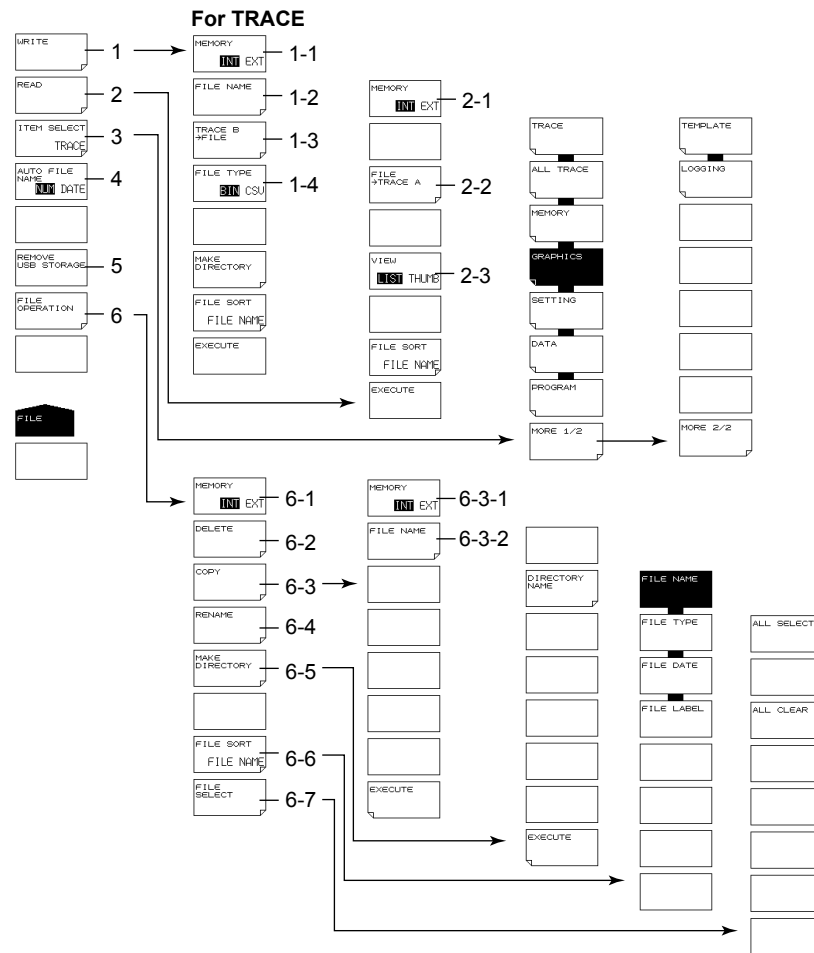 For TRACE
WRITE
1
READ
2
ITEM SELECT
TRACE
3
AUTO FILE
NAME
NUM DATE
4
REMOVE
USB STORAGE
5
FILE
OPERATION
6
FILE
MEMORY
INT EXT
1-1
FILE NAME
1-2
TRACE B
→FILE
1-3
FILE TYPE
BIN CSV
1-4
MAKE
DIRECTORY
FILE SORT
FILE NAME
EXECUTE
MEMORY
INT EXT
2-1
FILE
→TRACE A
2-2
VIEW
LIST THUMB
2-3
FILE SORT
FILE NAME
EXECUTE
TRACE
ALL TRACE
MEMORY
GRAPHICS
SETTING
DATA
PROGRAM
MORE 1/2
TEMPLATE
LOGGING
MORE 2/2
MEMORY
INT EXT
6-1
DELETE
6-2
COPY
6-3
RENAME
6-4
MAKE
DIRECTORY
6-5
FILE SORT
FILE NAME
6-6
FILE
SELECT
6-7
MEMORY
INT EXT
6-3-1
FILE NAME
6-3-2
EXECUTE
DIRECTORY
NAME
EXECUTE
FILE NAME
FILE TYPE
FILE DATE
FILE LABEL
ALL SELECT
ALL CLEAR